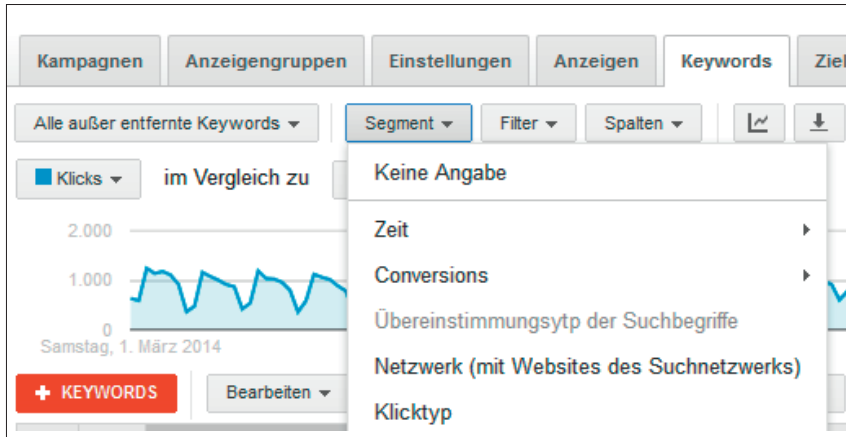 Kampagnen Anzeigengruppen Einstellungen Anzeigen Keywords Ziel
Alle außer entfernte Keywords Segment Filter Spalten
Klicks im Vergleich zu
Keine Angabe
2.000
Zeit
1.000
Conversions
0
Übereinstimmungsytp der Suchbegriffe
Samstag, 1. März 2014
Netzwerk (mit Websites des Suchnetzwerks)
+ KEYWORDS Bearbeiten
Klicktyp